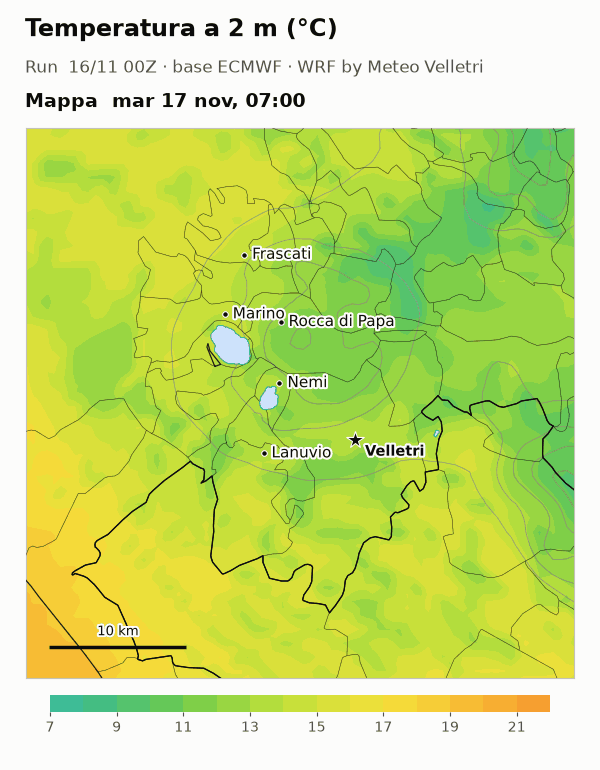 Temperatura a 2 m (°C)
Run  16/11 00Z · base ECMWF · WRF by Meteo Velletri
Mappa  mar 17 nov, 07:00
Frascati
Marino
Rocca di Papa
Nemi
Velletri
Lanuvio
10 km
7 9 11 13 15 17 19 21